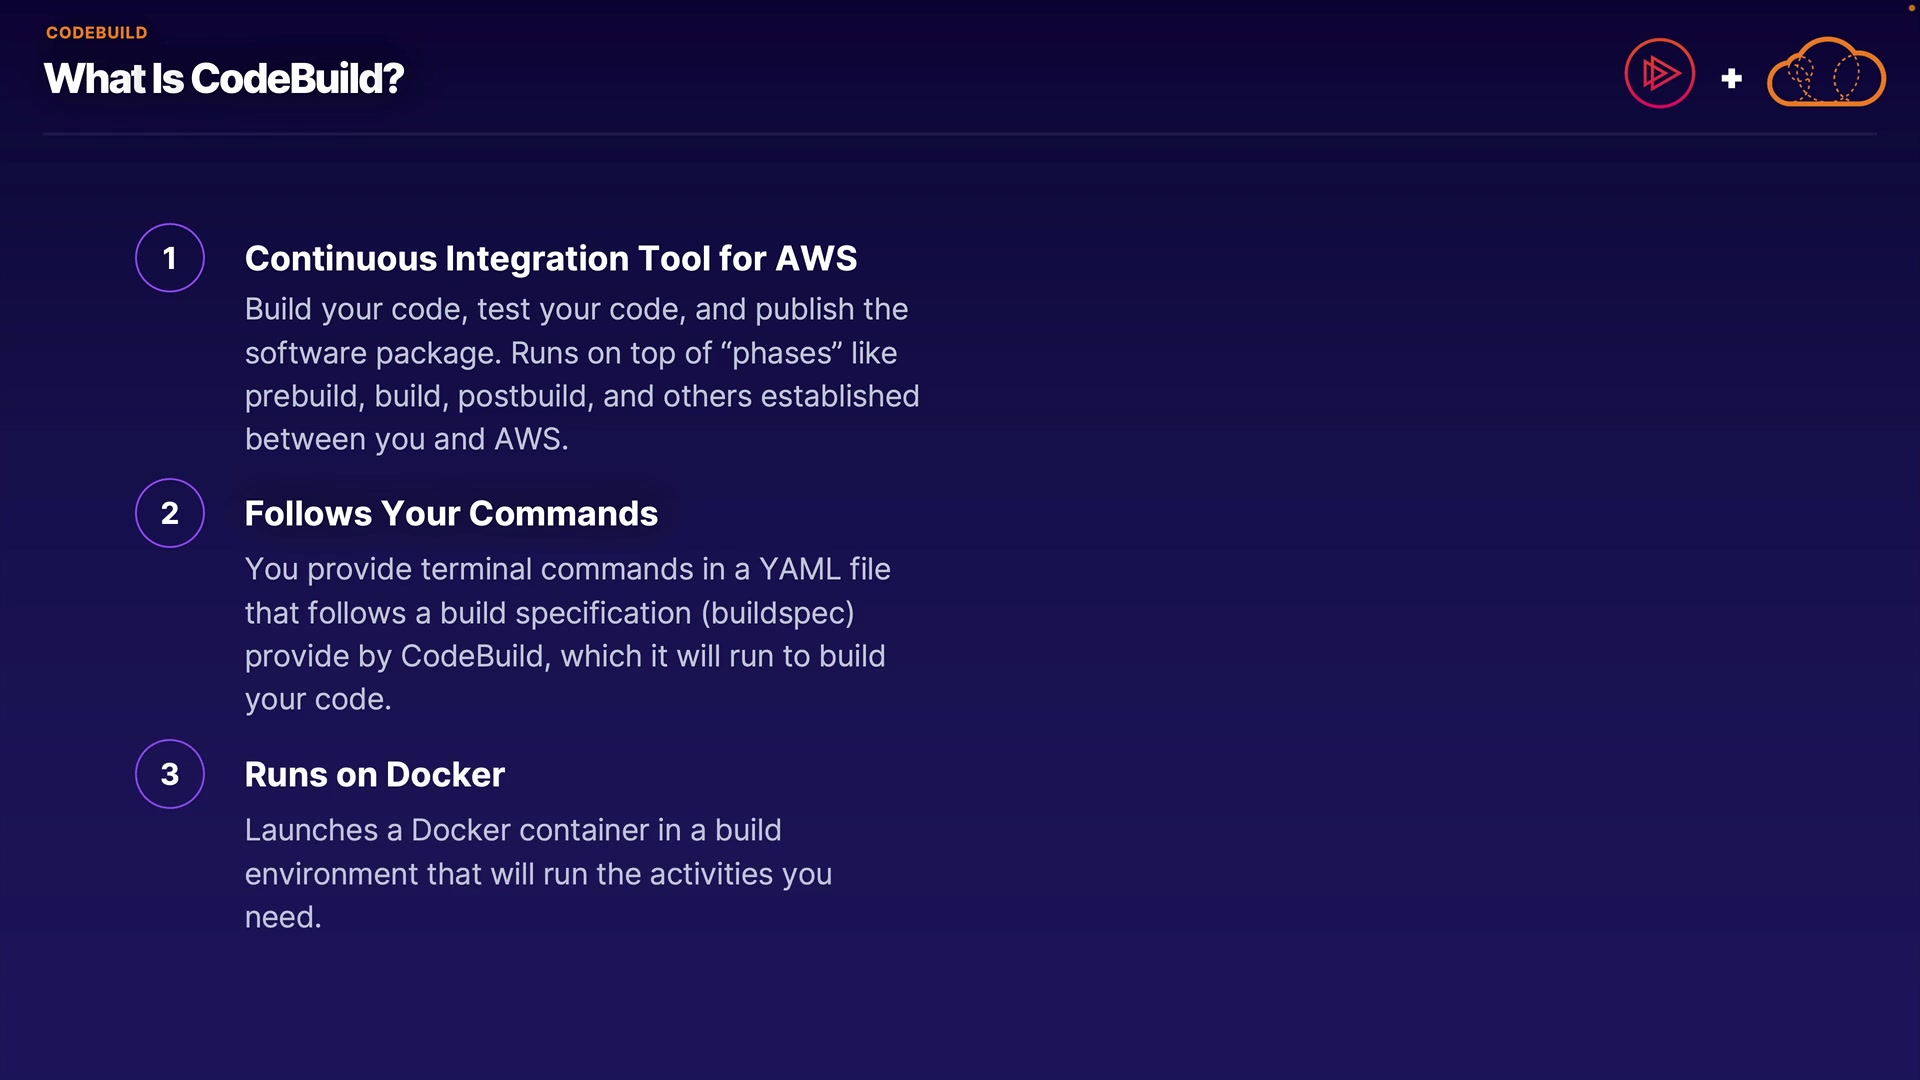 CODEBUILD
What Is CodeBuild?
+
1
Continuous Integration Tool for AWS
Build your code, test your code, and publish the
software package. Runs on top of “phases” like
prebuild, build, postbuild, and others established
between you and AWS.
2
Follows Your Commands
You provide terminal commands in a YAML file
that follows a build specification (buildspec)
provide by CodeBuild, which it will run to build
your code.
3
Runs on Docker
Launches a Docker container in a build
environment that will run the activities you
need.